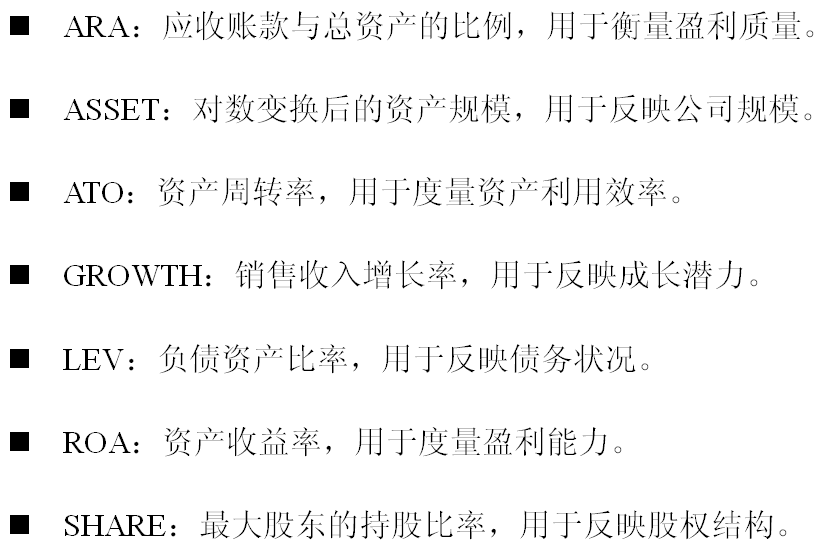 ■ ARA：应收账款与总资产的比例，用于衡量盈利质量。
■ ASSET：对数变换后的资产规模，用于反映公司规模。
■ ATO：资产周转率，用于度量资产利用效率。
■ GROWTH：销售收入增长率，用于反映成长潜力。
■ LEV：负债资产比率，用于反映债务状况。
■ ROA：资产收益率，用于度量盈利能力。
■ SHARE：最大股东的持股比率，用于反映股权结构。